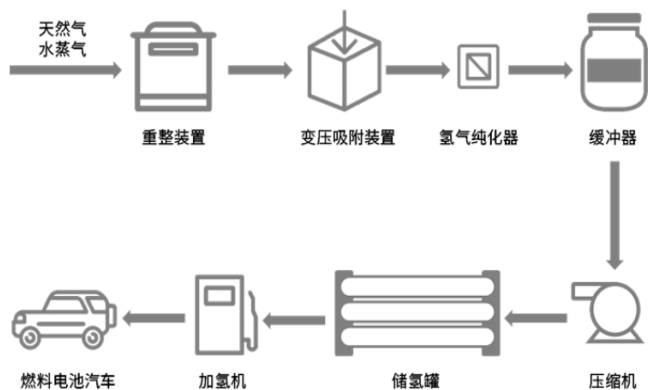 天然气
水蒸气
重整装置
变压吸附装置
氢气纯化器
缓冲器
燃料电池汽车
加氢机
储氢罐
压缩机